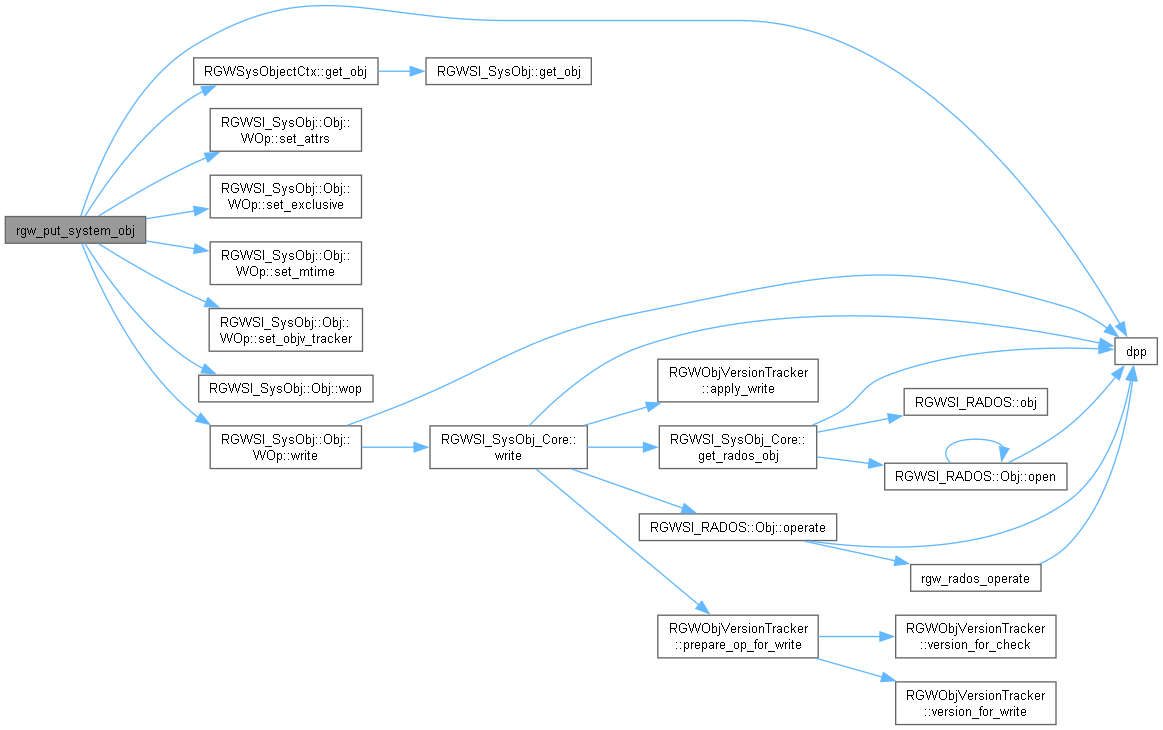 RGWSysObjectCtx::get_obj
RGWSI_SysObj::get_obj
RGWSI_SysObj::Obj::
WOp::set_attrs
RGWSI_SysObj::Obj::
WOp::set_exclusive
rgw_put_system_obj
RGWSI_SysObj::Obj::
WOp::set_mtime
RGWSI_SysObj::Obj::
WOp::set_objv_tracker
dpp
RGWObjVersionTracker
::apply_write
RGWSI_SysObj::Obj::wop
RGWSI_RADOS::obj
RGWSI_SysObj::Obj::
WOp::write
RGWSI_SysObj_Core::
write
RGWSI_SysObj_Core::
get_rados_obj
RGWSI_RADOS::Obj::open
RGWSI_RADOS::Obj::operate
rgw_rados_operate
RGWObjVersionTracker
::prepare_op_for_write
RGWObjVersionTracker
::version_for_check
RGWObjVersionTracker
::version_for_write